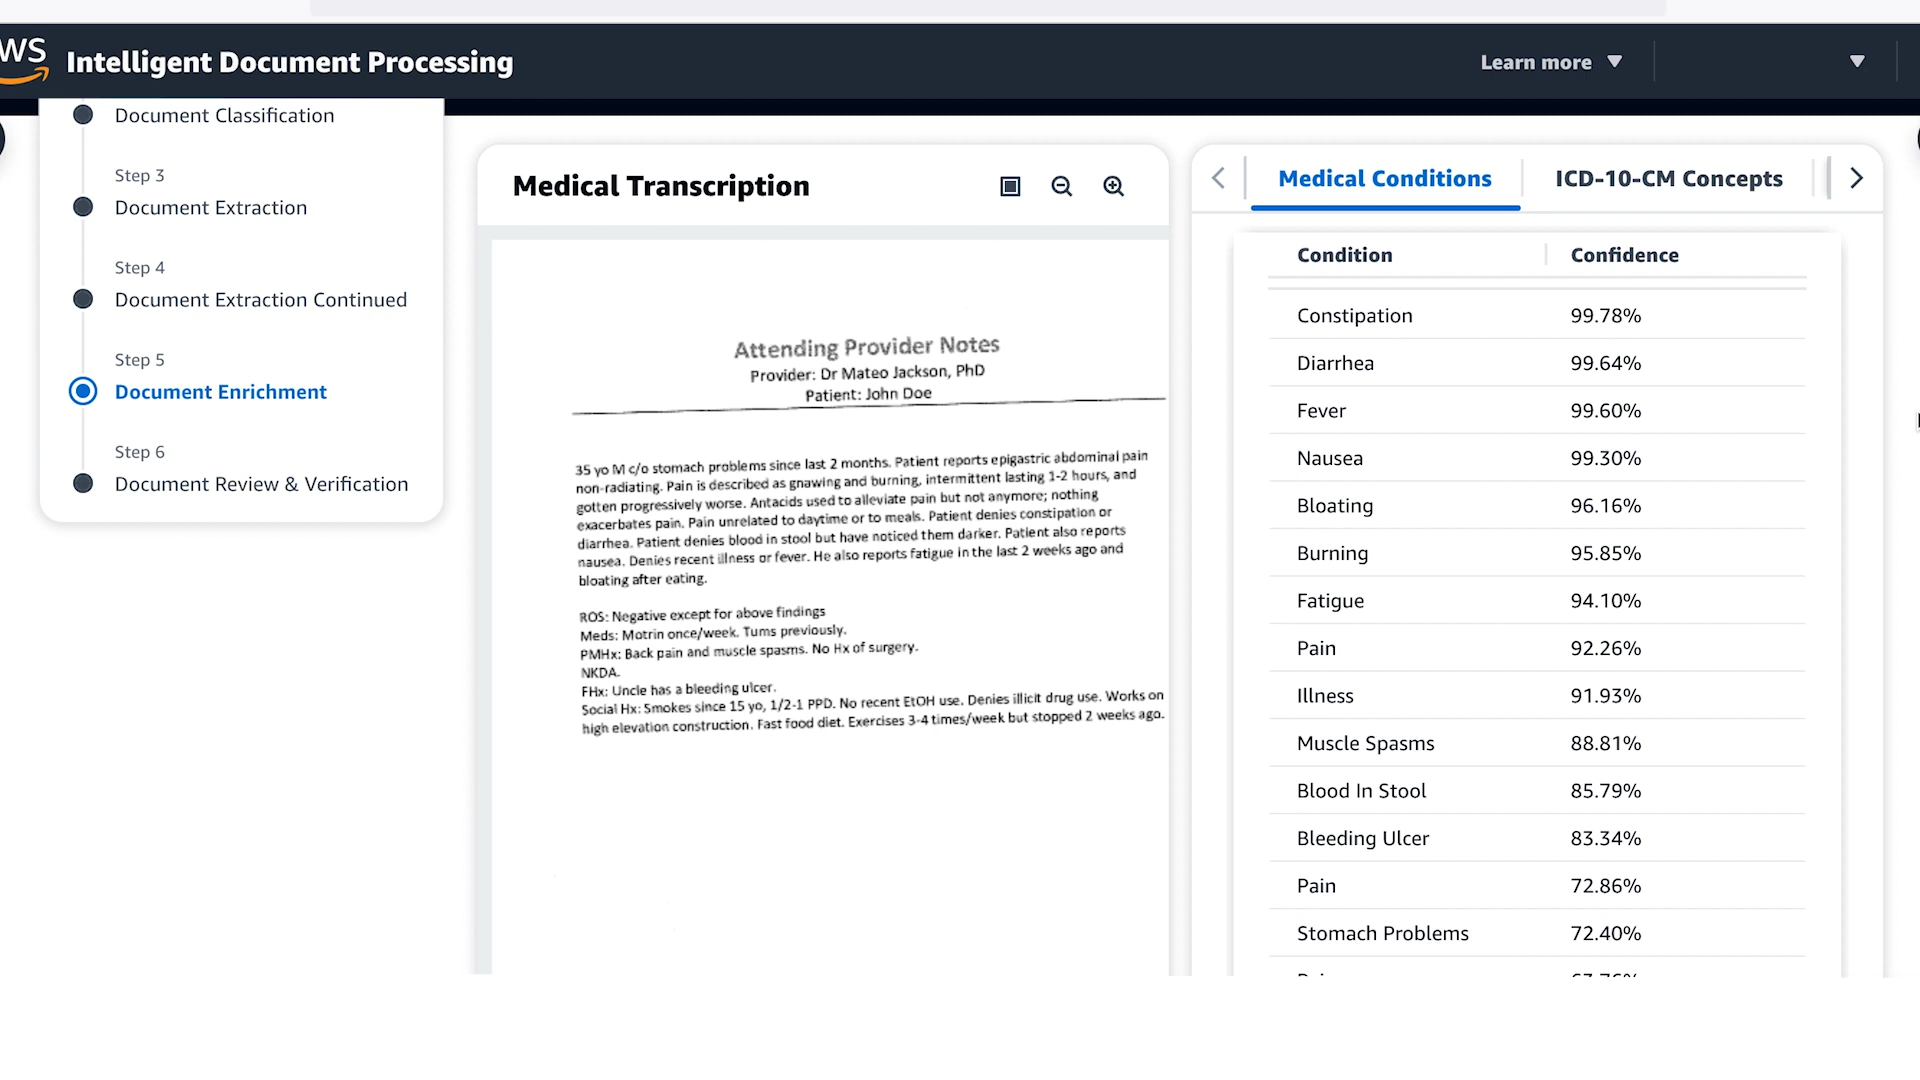 WS
Intelligent Document Processing
Learn more
Document Classification
Step 3
Document Extraction
Step 4
Document Extraction Continued
Step 5
Document Enrichment
Step 6
Document Review & Verification
Medical Transcription
Attending Provider Notes
Provider: Dr Mateo Jackson, PhD
Patient: John Doe
35 yo M c/o stomach problems since last 2 months. Patient reports epigastric abdominal pain
non-radiating. Pain is described as gnawing and burning, intermittent lasting 1-2 hours, and
gotten progressively worse. Antacids used to alleviate pain but not anymore; nothing
exacerbates pain. Pain unrelated to daytime or to meals. Patient denies constipation or
diarrhea. Patient denies blood in stool but have noticed them darker. Patient also reports
nausea. Denies recent illness or fever. He also reports fatigue in the last 2 weeks ago and
bloating after eating.
ROS: Negative except for above findings
Meds: Motrin once/week. Tums previously.
PMHx: Back pain and muscle spasms. No Hx of surgery.
NKDA.
FHx: Uncle has a bleeding ulcer.
Social Hx: Smokes since 15 yo, 1/2-1 PPD. No recent EtOH use. Denies illicit drug use. Works on
high elevation construction. Fast food diet. Exercises 3-4 times/week but stopped 2 weeks ago.
Medical Conditions
ICD-10-CM Concepts
Condition Confidence
Constipation 99.78%
Diarrhea 99.64%
Fever 99.60%
Nausea 99.30%
Bloating 96.16%
Burning 95.85%
Fatigue 94.10%
Pain 92.26%
Illness 91.93%
Muscle Spasms 88.81%
Blood In Stool 85.79%
Bleeding Ulcer 83.34%
Pain 72.86%
Stomach Problems 72.40%